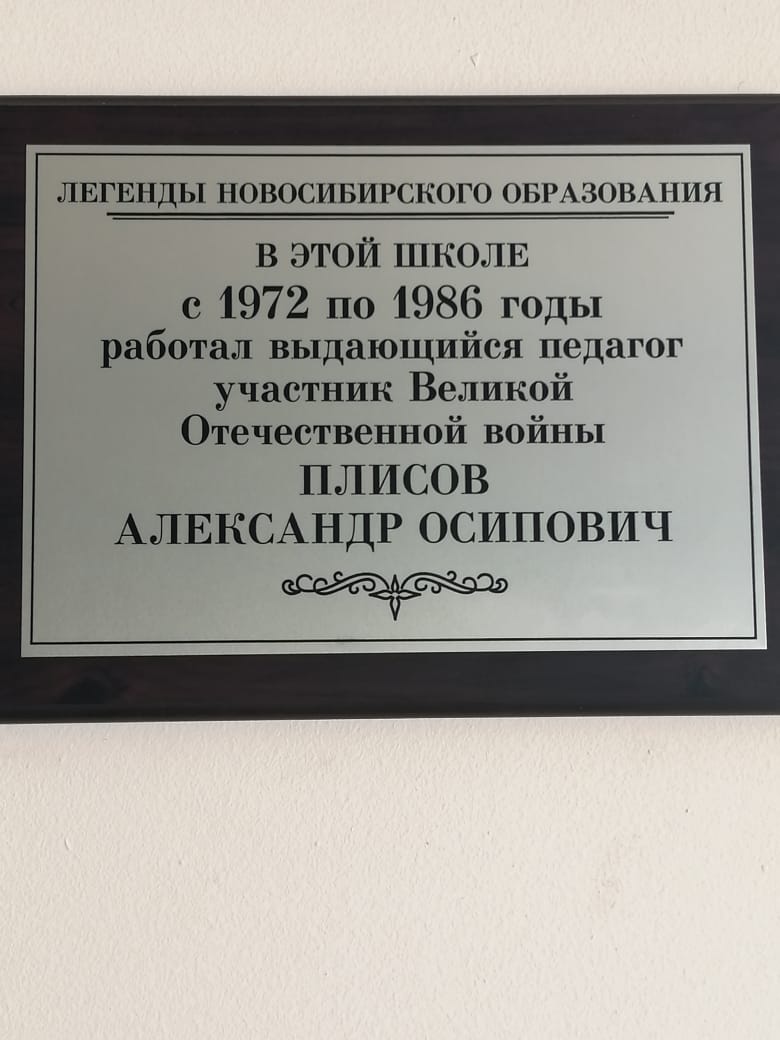 ЛЕГЕНДЫ НОВОСИБИРСКОГО ОБРАЗОВАНИЯ
В ЭТОЙ ШКОЛЕ
с 1972 по 1986 годы
работал выдающийся педагог
участник Великой
Отечественной войны
ПЛИСОВ
АЛЕКСАНДР ОСИПОВИЧ